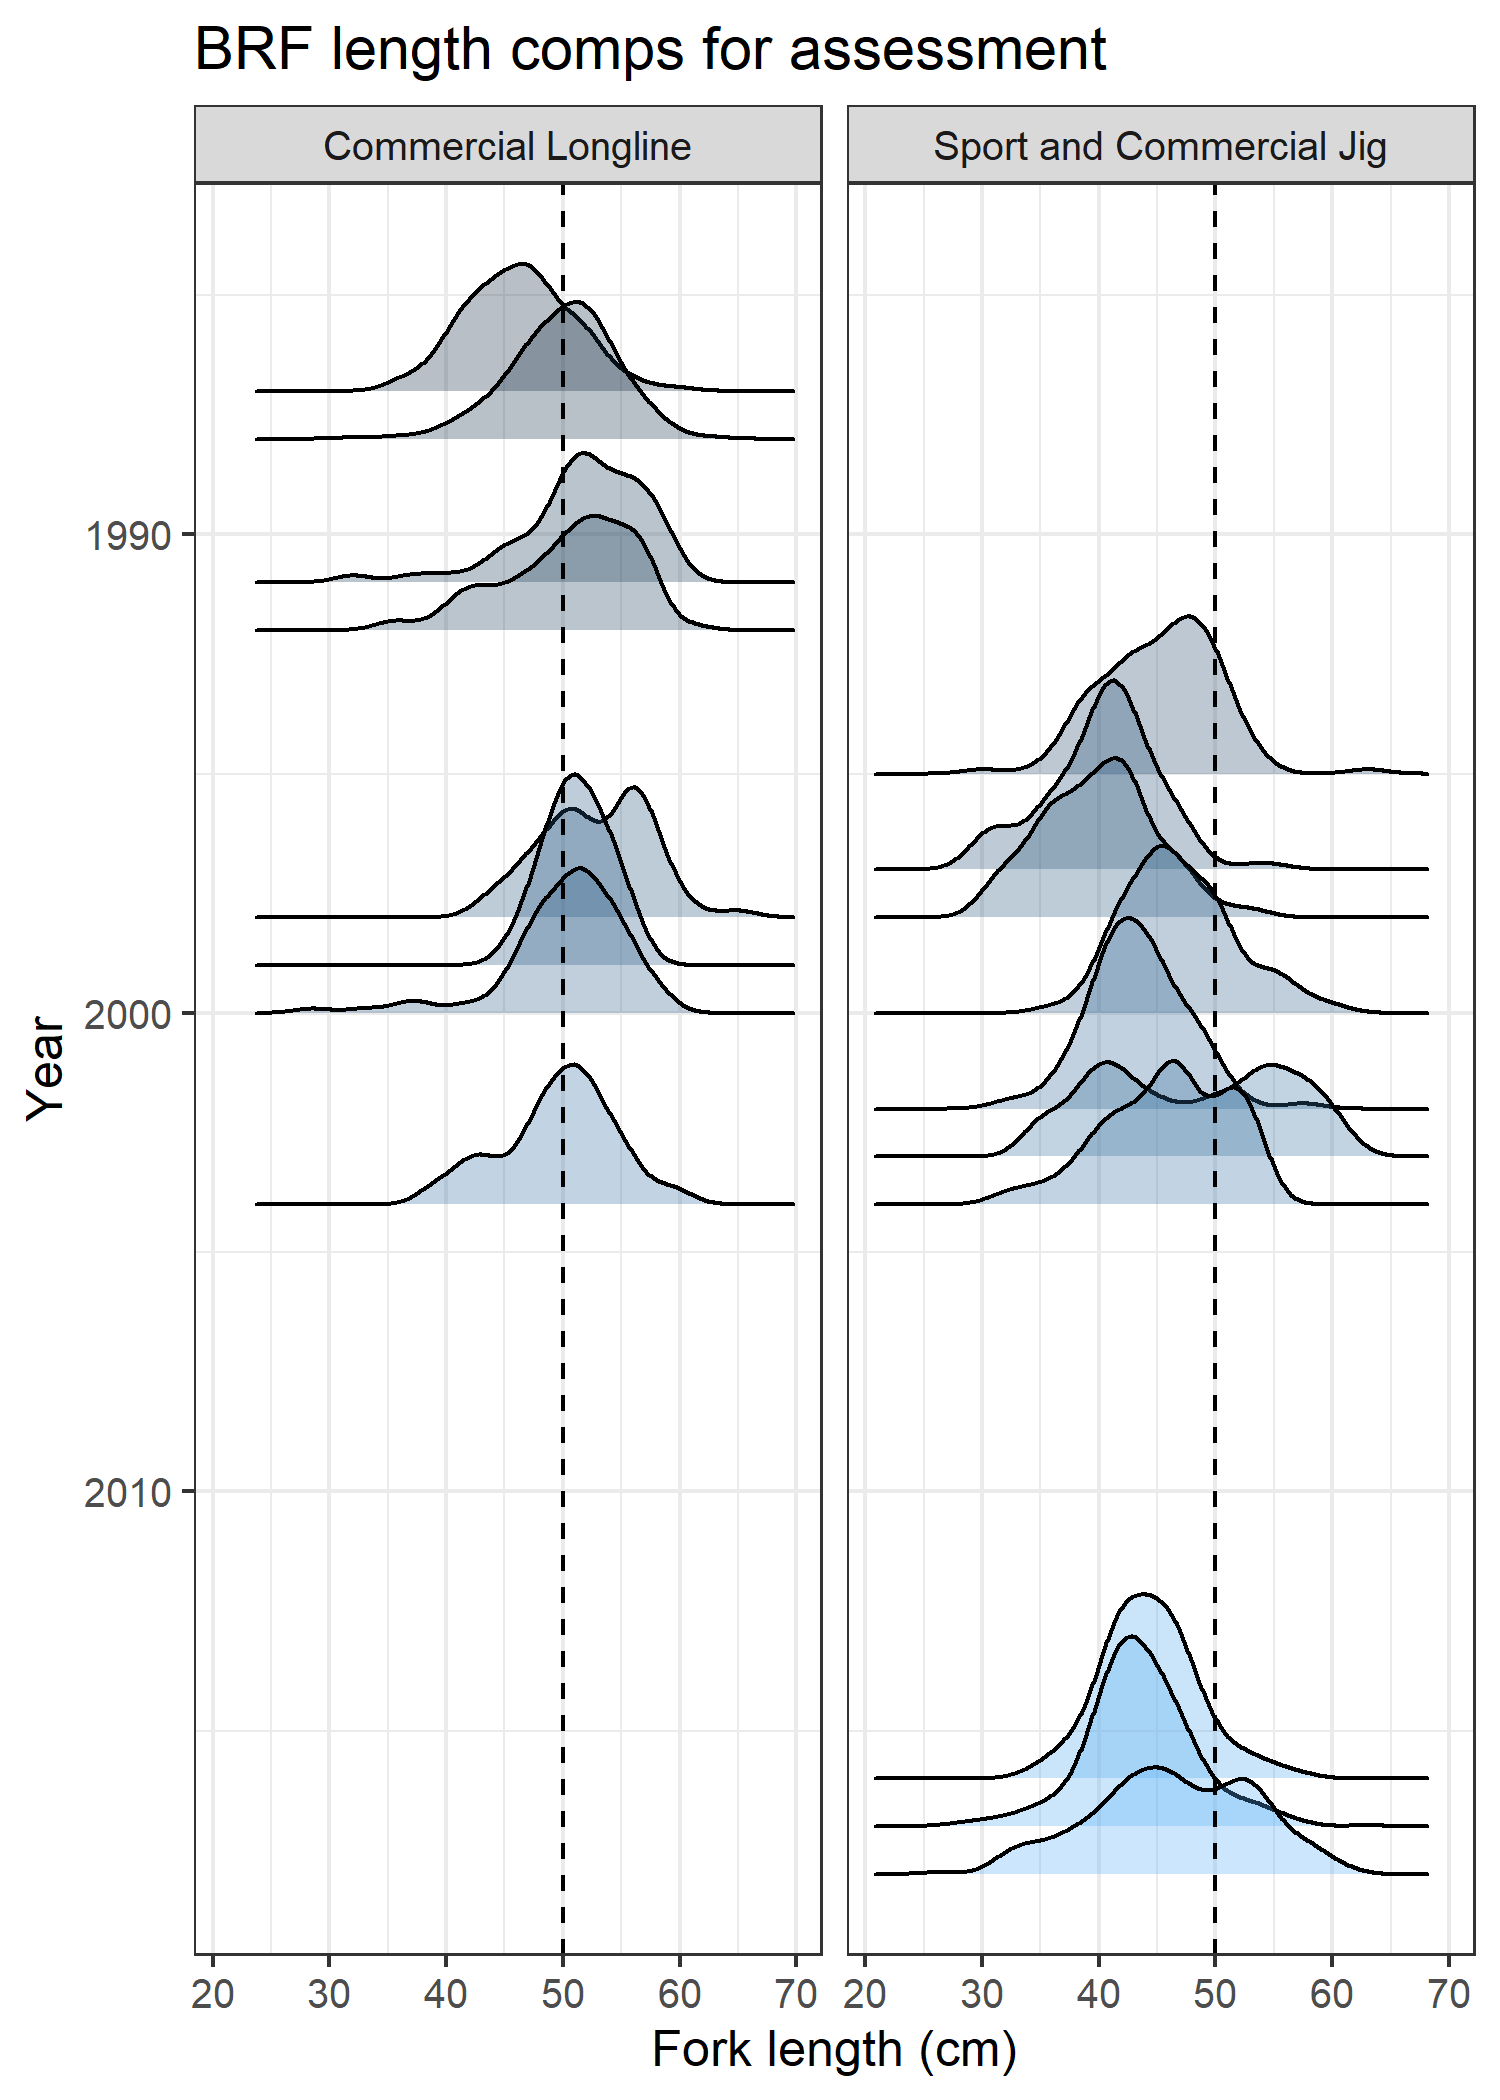 BRF length comps for assessment
Commercial Longline
Sport and Commercial Jig
Year
1990
2000
2010
20 30 40 50 60 70 20 30 40 50 60 70
Fork length (cm)